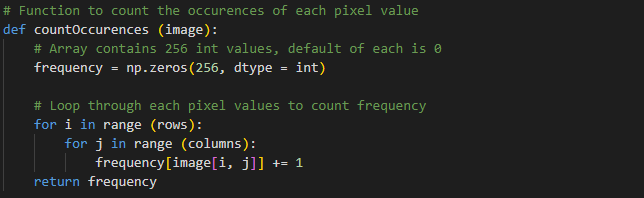 # Function to count the occurences of each pixel value
def countOccurences (image):
    # Array contains 256 int values, default of each is 0
    frequency = np.zeros(256, dtype = int)

    # Loop through each pixel values to count frequency
    for i in range (rows):
        for j in range (columns):
            frequency[image[i, j]] += 1
    return frequency